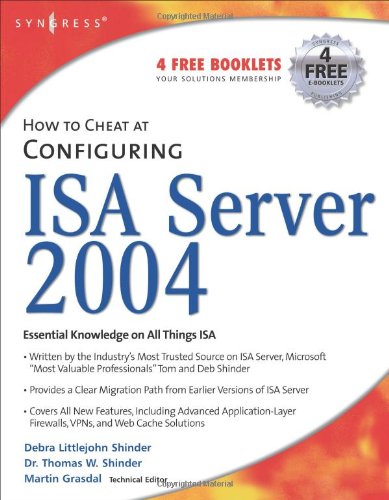 SYNGRESS®
4 FREE BOOKLETS
YOUR SOLUTIONS MEMBERSHIP
SYNGRESS
4
FREE
E-BOOKLETS
PUBLISHING
HOW TO CHEAT AT
CONFIGURING
ISA Server
2004
Essential Knowledge on All Things ISA
• Written by the Industry's Most Trusted Source on ISA Server, Microsoft
"Most Valuable Professionals" Tom and Deb Shinder
• Provides a Clear Migration Path from Earlier Versions of ISA Server
• Covers All New Features, Including Advanced Application-Layer
Firewalls, VPNs, and Web Cache Solutions
Debra Littlejohn Shinder
Dr. Thomas W. Shinder
Martin Grasdal Technical Editor
Copyrighted Material